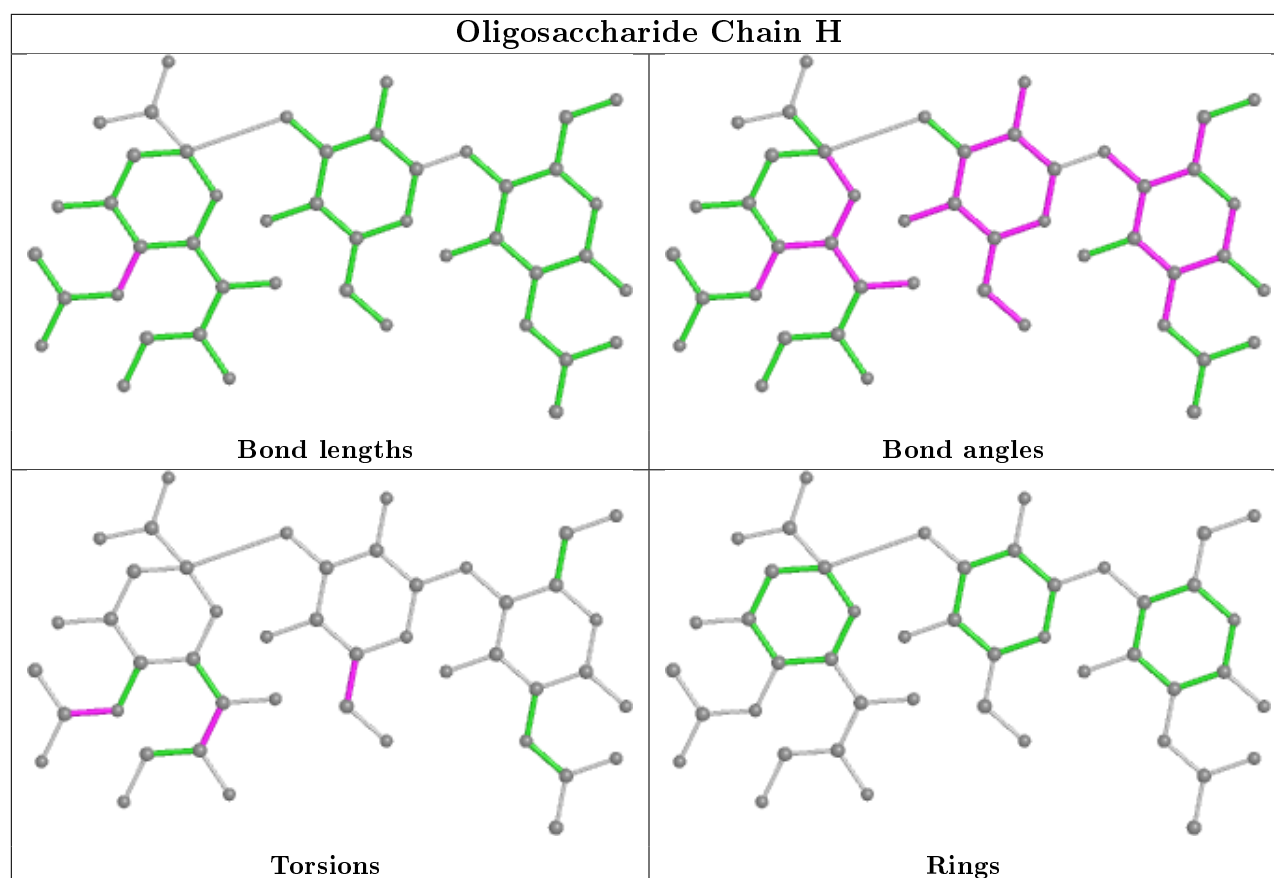 Oligosaccharide Chain H
Bond lengths
Bond angles
Torsions
Rings